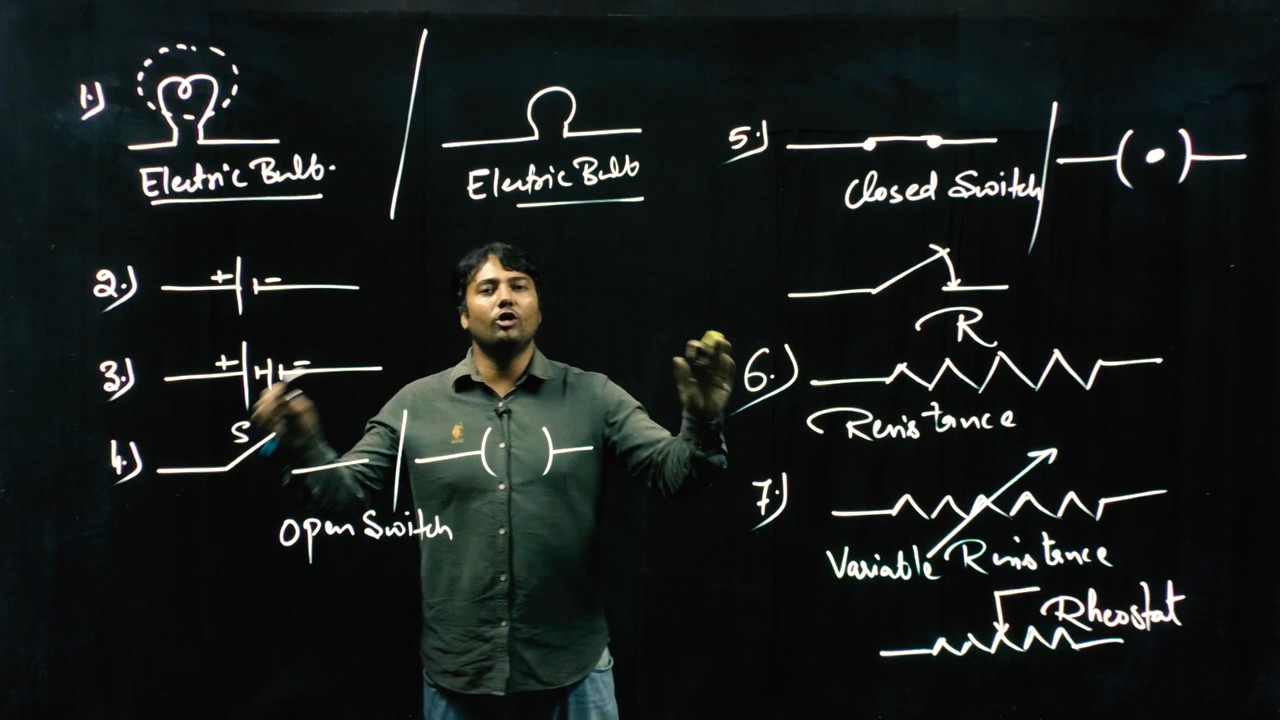 1.)
Electric Bulb.
Electric Bulb
2.) + -
3.) + -
4.) S
Open Switch
5.)
Closed Switch
R
6.)
Resistance
7.)
Variable Resistance
Rheostat